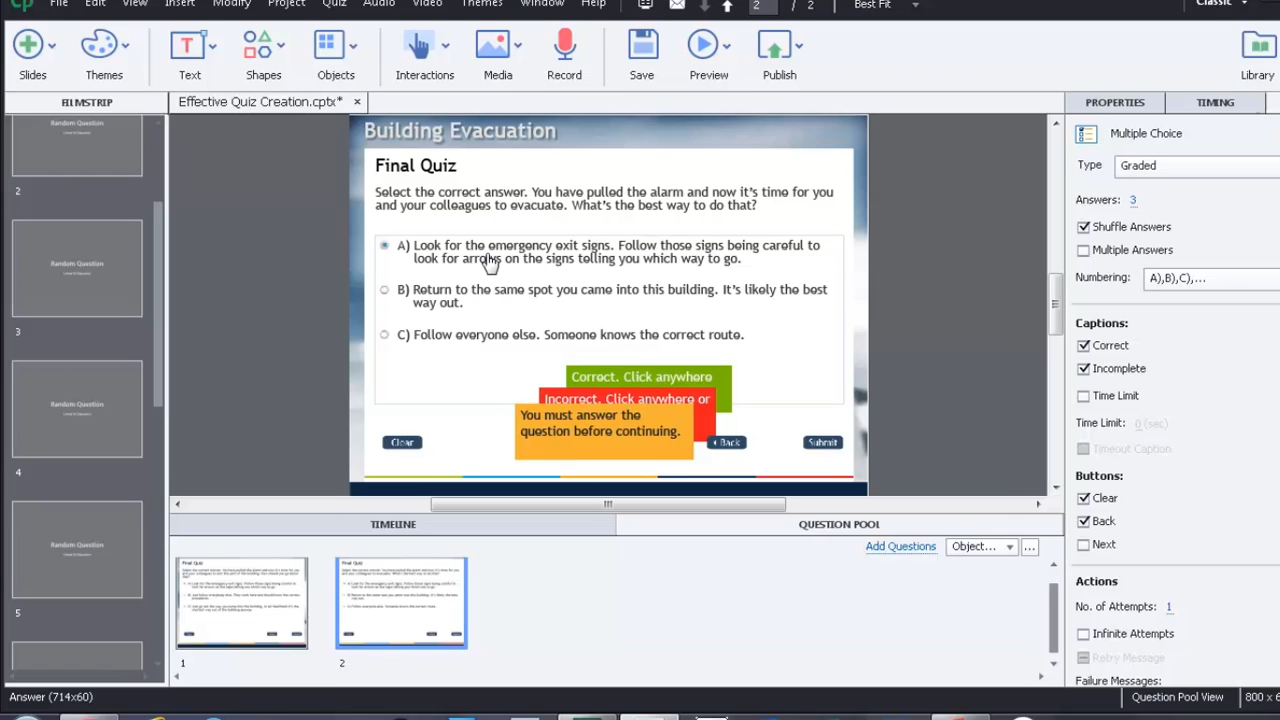 File Edit View Insert Modify Project Quiz Audio Video Themes Window Help 2 / 2 Best Fit Classic
Slides Themes Text Shapes Objects Interactions Media Record Save Preview Publish Library
FILMSTRIP
Effective Quiz Creation.cptx* ×
PROPERTIES TIMING
Random Question
2
Random Question
3
Random Question
4
Random Question
5
Building Evacuation
Final Quiz
Select the correct answer. You have pulled the alarm and now it's time for you
and your colleagues to evacuate. What's the best way to do that?
A) Look for the emergency exit signs. Follow those signs being careful to
look for arrows on the signs telling you which way to go.
B) Return to the same spot you came into this building. It's likely the best
way out.
C) Follow everyone else. Someone knows the correct route.
Correct. Click anywhere
Incorrect. Click anywhere or
You must answer the
question before continuing.
Clear Back Submit
Multiple Choice
Type Graded
Answers: 3
Shuffle Answers
Multiple Answers
Numbering: A),B),C),...
Captions:
Correct
Incomplete
Time Limit
Time Limit: 0 (sec)
Timeout Caption
Buttons:
Clear
Back
Next
Actions
No. of Attempts: 1
Infinite Attempts
Retry Message
Failure Messages:
TIMELINE QUESTION POOL
Add Questions Object... ...
Final Quiz
Final Quiz
1 2
Answer (714x60) Question Pool View 800 x 6